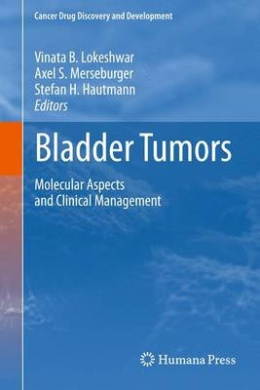 Cancer Drug Discovery and Development
Vinata B. Lokeshwar
Axel S. Merseburger
Stefan H. Hautmann
Editors
Bladder Tumors
Molecular Aspects
and Clinical Management
Humana Press